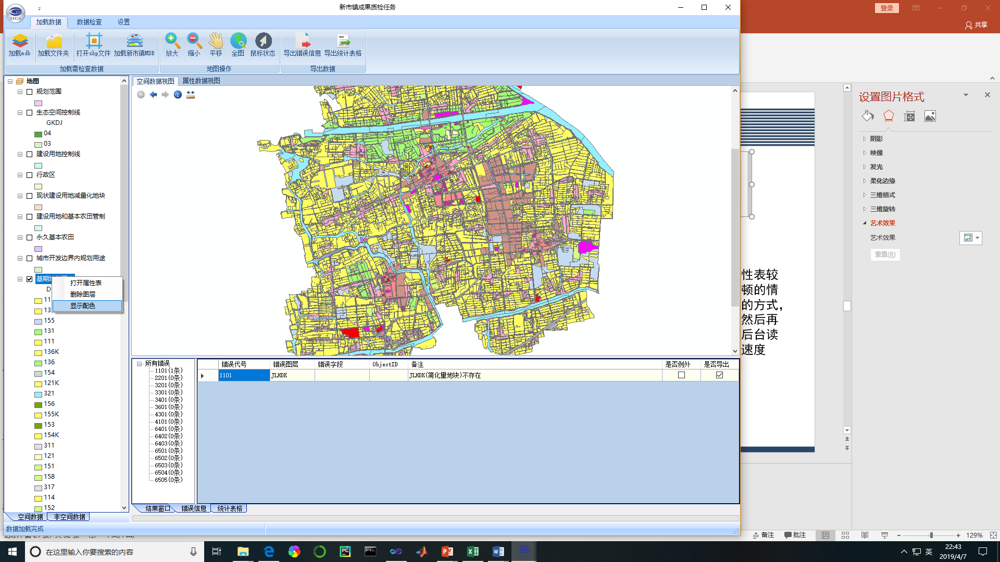 新市镇成果质检任务
登录
共享
SIGS
加载数据
数据检查
设置
加载mdb
加载文件夹
打开shp文件
加载新市镇MDB
放大
缩小
平移
全图
鼠标状态
导出错误信息
导出统计表格
加载需检查数据
地图操作
导出数据
地图
规划范围
生态空间控制线
GKDJ
04
03
建设用地控制线
行政区
现状建设用地减量化地块
建设用地和基本农田管制
永久基本农田
城市开发边界内规划用途
基期
D
11
13
155
131
111
136K
136
154
121K
321
156
155K
153
154K
311
121
151
158
317
114
152
打开属性表
删除图层
显示配色
空间数据
非空间数据
数据加载完成
空间数据视图
属性数据视图
所有错误
1101(1条)
2201(0条)
3201(0条)
3301(0条)
3401(0条)
3601(0条)
4301(0条)
4101(0条)
6401(0条)
6402(0条)
6403(0条)
6501(0条)
6502(0条)
6503(0条)
6504(0条)
6505(0条)
错误代号
错误图层
错误字段
ObjectID
备注
是否例外
是否导出
1101
JLHDK
JLHDK(简化量地块)不存在
结果窗口
错误信息
统计表格
设置图片格式
阴影
映像
发光
柔化边缘
三维格式
三维旋转
艺术效果
艺术效果
重置(R)
性表较
顿的情
的方式，
然后再
后台读
速度
备注
批注
129%
在这里输入你要搜索的内容
英
22:43
2019/4/7